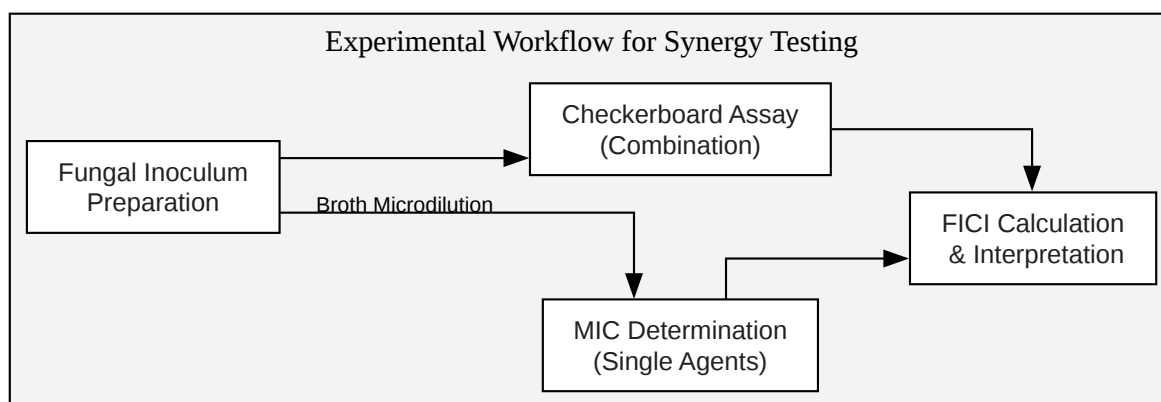 Experimental Workflow for Synergy Testing
Checkerboard Assay
(Combination)
Fungal Inoculum
Preparation
Broth Microdilution
FICI Calculation
& Interpretation
MIC Determination
(Single Agents)